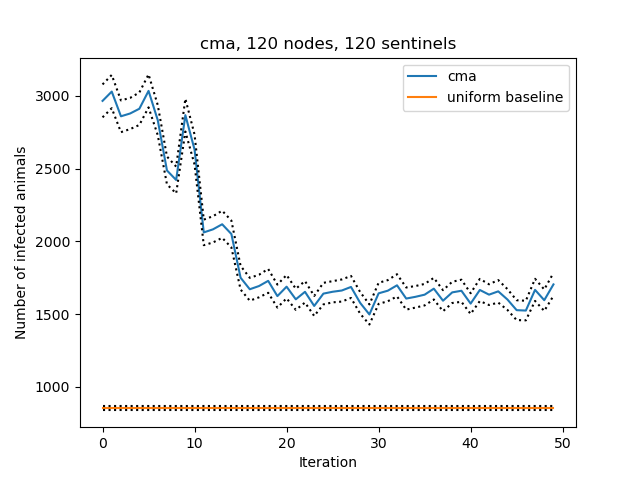 cma, 120 nodes, 120 sentinels
cma
uniform baseline
3000
2500
2000
1500
1000
Number of infected animals
0
10
20
30
40
50
Iteration